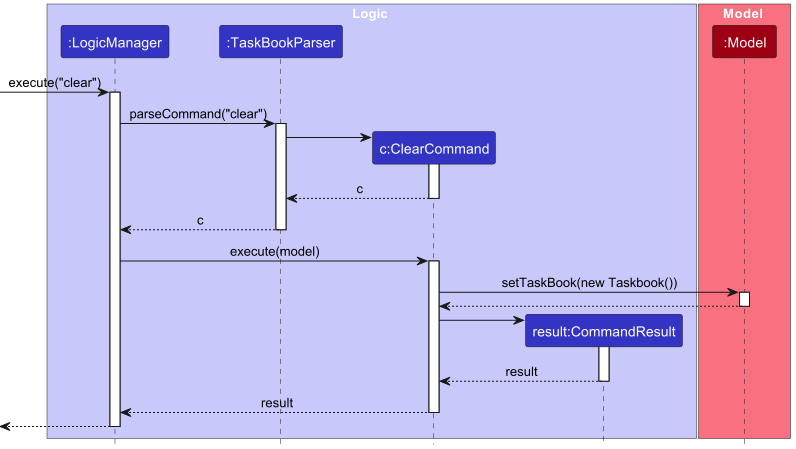 Logic
Model
:LogicManager
:TaskBookParser
:Model
execute("clear")
parseCommand("clear")
c:ClearCommand
c
c
execute(model)
setTaskBook(new Taskbook())
result:CommandResult
result
result